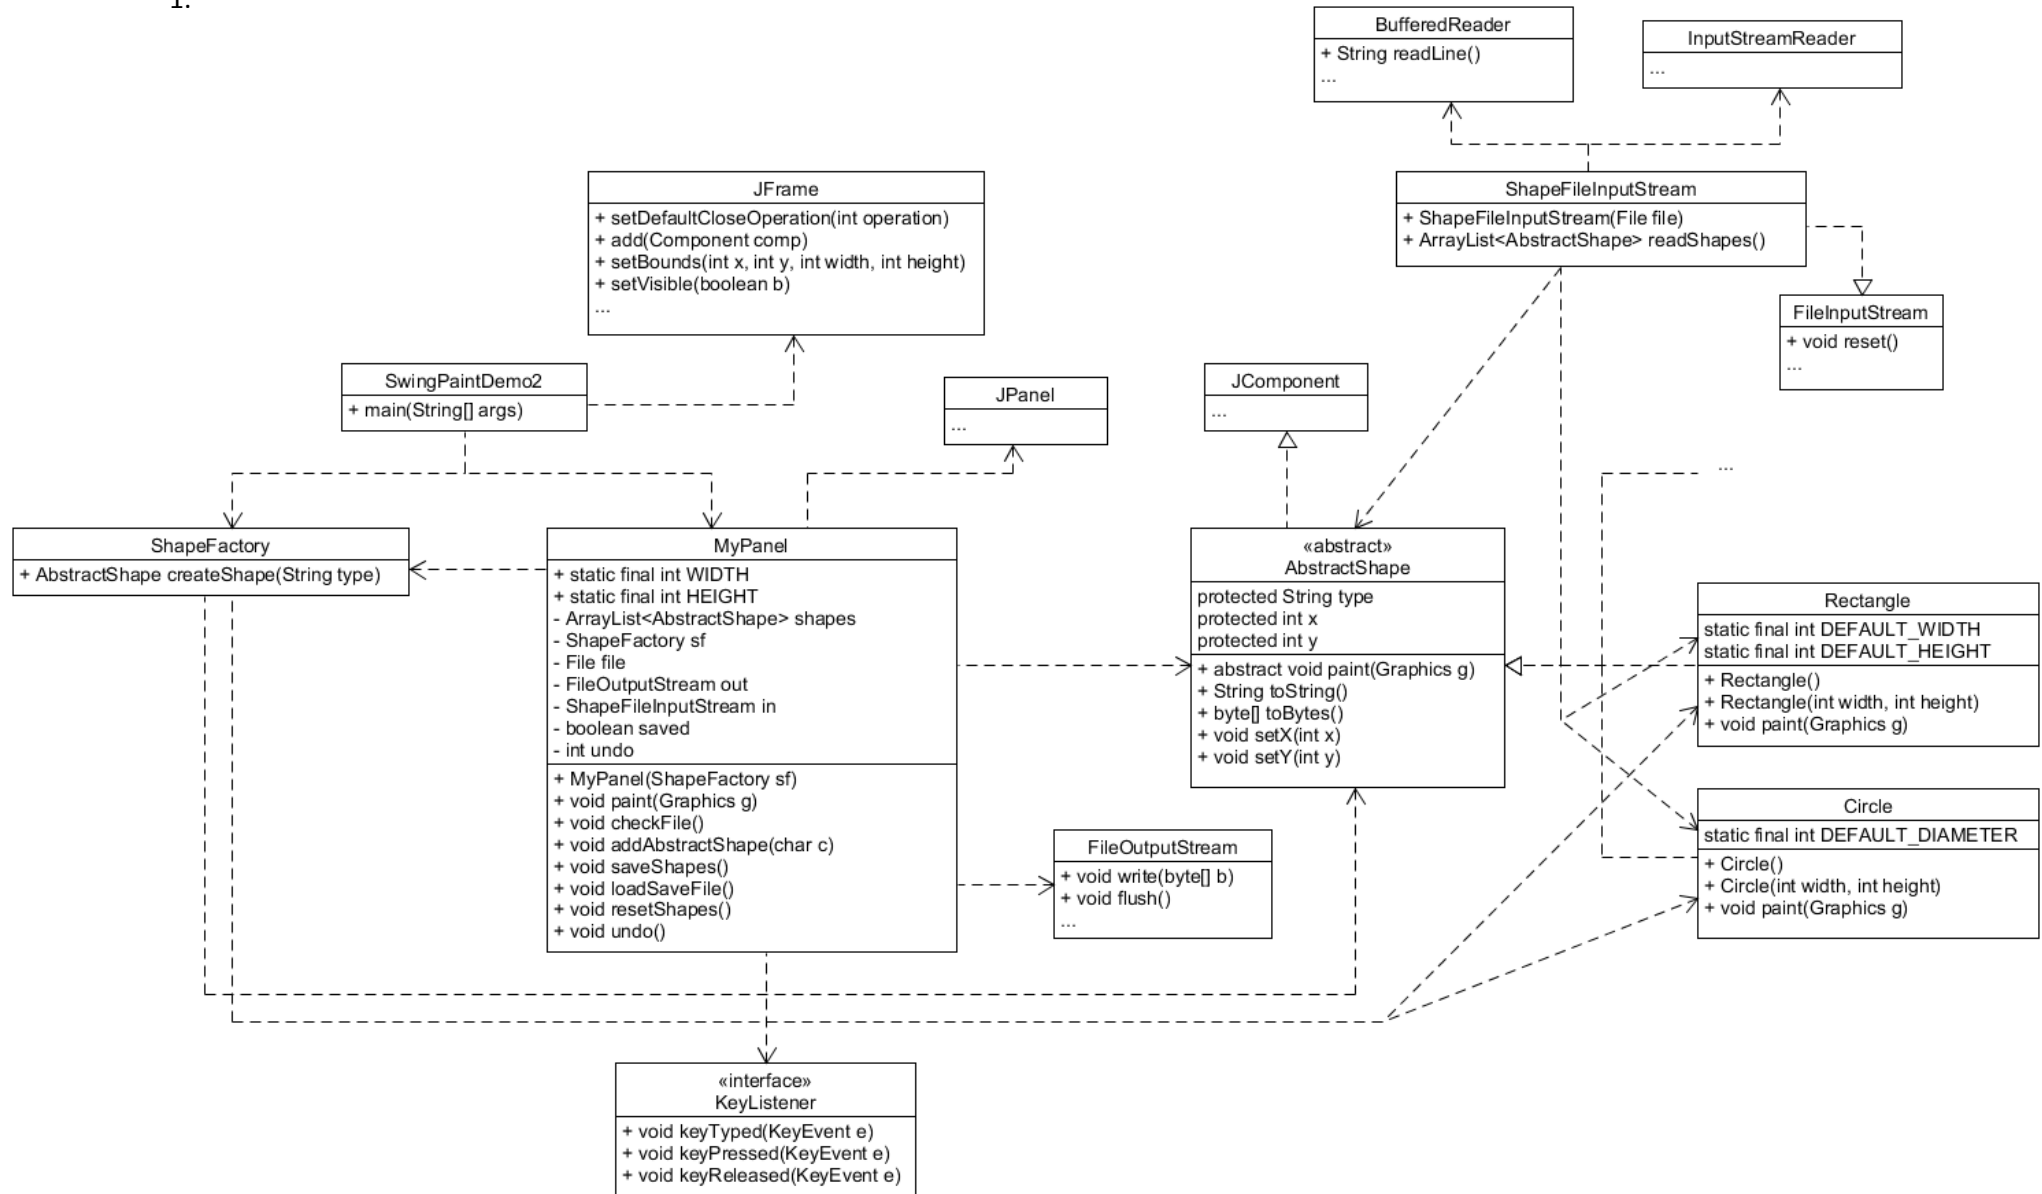 1.
BufferedReader
+ String readLine()
...
InputStreamReader
...
JFrame
+ setDefaultCloseOperation(int operation)
+ add(Component comp)
+ setBounds(int x, int y, int width, int height)
+ setVisible(boolean b)
...
ShapeFileInputStream
+ ShapeFileInputStream(File file)
+ ArrayList<AbstractShape> readShapes()
FileInputStream
+ void reset()
...
SwingPaintDemo2
+ main(String[] args)
JPanel
...
JComponent
...
...
ShapeFactory
+ AbstractShape createShape(String type)
MyPanel
+ static final int WIDTH
+ static final int HEIGHT
- ArrayList<AbstractShape> shapes
- ShapeFactory sf
- File file
- FileOutputStream out
- ShapeFileInputStream in
- boolean saved
- int undo
+ MyPanel(ShapeFactory sf)
+ void paint(Graphics g)
+ void checkFile()
+ void addAbstractShape(char c)
+ void saveShapes()
+ void loadSaveFile()
+ void resetShapes()
+ void undo()
«abstract»
AbstractShape
protected String type
protected int x
protected int y
+ abstract void paint(Graphics g)
+ String toString()
+ byte[] toBytes()
+ void setX(int x)
+ void setY(int y)
Rectangle
static final int DEFAULT_WIDTH
static final int DEFAULT_HEIGHT
+ Rectangle()
+ Rectangle(int width, int height)
+ void paint(Graphics g)
Circle
static final int DEFAULT_DIAMETER
+ Circle()
+ Circle(int width, int height)
+ void paint(Graphics g)
FileOutputStream
+ void write(byte[] b)
+ void flush()
...
«interface»
KeyListener
+ void keyTyped(KeyEvent e)
+ void keyPressed(KeyEvent e)
+ void keyReleased(KeyEvent e)